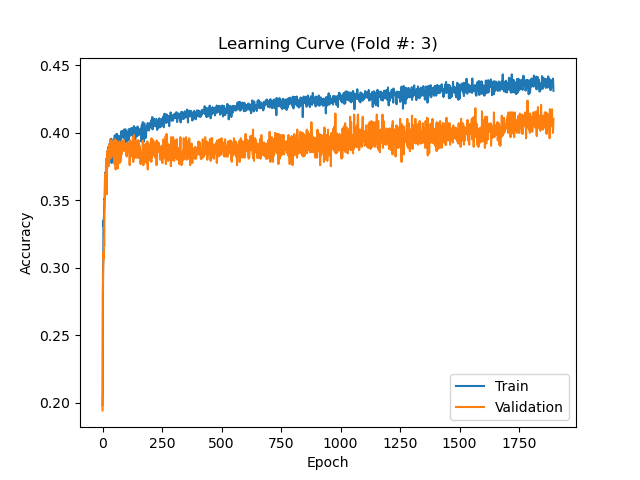 Learning Curve (Fold #: 3)
0.45
0.40
0.35
0.30
0.25
0.20
Accuracy
0 250 500 750 1000 1250 1500 1750
Epoch
Train
Validation